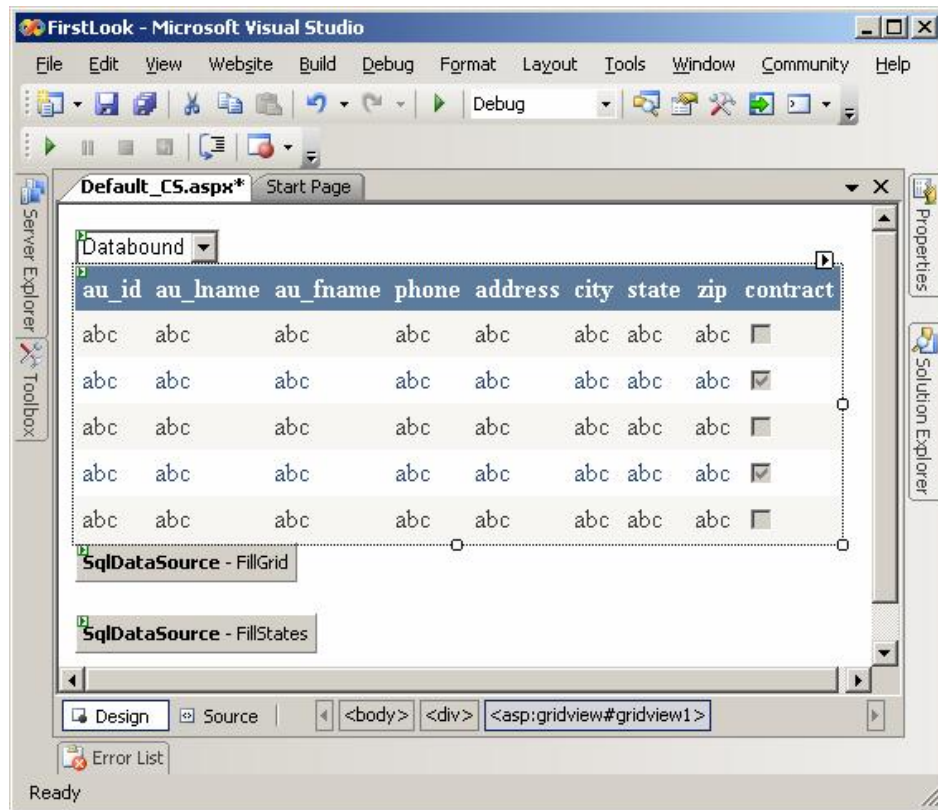 FirstLook - Microsoft Visual Studio
File Edit View Website Build Debug Format Layout Tools Window Community Help
Debug
Default_CS.aspx* Start Page
Server Explorer
Toolbox
Properties
Solution Explorer
Databound
au_id au_lname au_fname phone address city state zip contract
abc abc abc abc abc abc abc abc
abc abc abc abc abc abc abc abc
abc abc abc abc abc abc abc abc
abc abc abc abc abc abc abc abc
abc abc abc abc abc abc abc abc
SqlDataSource - FillGrid
SqlDataSource - FillStates
Design Source <body> <div> <asp:gridview#gridview1>
Error List
Ready